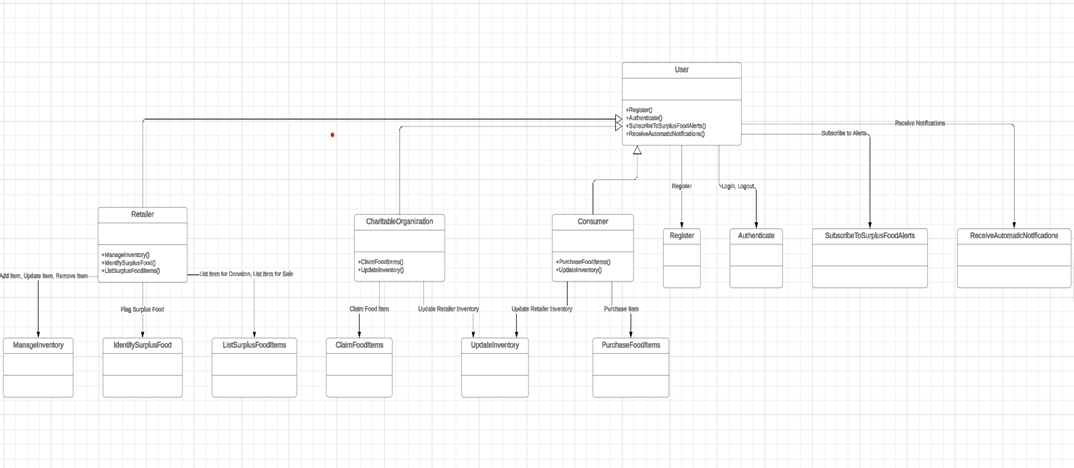 User
+Register()
+Authenticate()
+SubscribeToSurplusFoodAlerts()
+ReceiveAutomaticNotifications()
Receive Notifications
Subscribe to Alerts
Register
Login, Logout
Retailer
+ManageInventory()
+IdentifySurplusFood()
+ListSurplusFoodItems()
CharitableOrganization
+ClaimFoodItems()
+UpdateInventory()
Consumer
+PurchaseFoodItems()
+UpdateInventory()
Register
Authenticate
SubscribeToSurplusFoodAlerts
ReceiveAutomaticNotifications
Add Item, Update Item, Remove Item
List Item for Donation, List Item for Sale
Flag Surplus Food
Claim Food Item
Update Retailer Inventory
Update Retailer Inventory
Purchase Item
ManageInventory
IdentifySurplusFood
ListSurplusFoodItems
ClaimFoodItems
UpdateInventory
PurchaseFoodItems